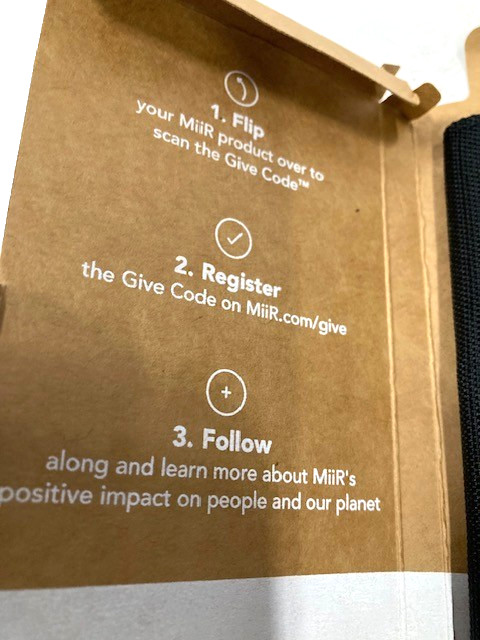 1. Flip
your MiiR product over to
scan the Give Code™
2. Register
the Give Code on MiiR.com/give
3. Follow
along and learn more about MiiR's
positive impact on people and our planet